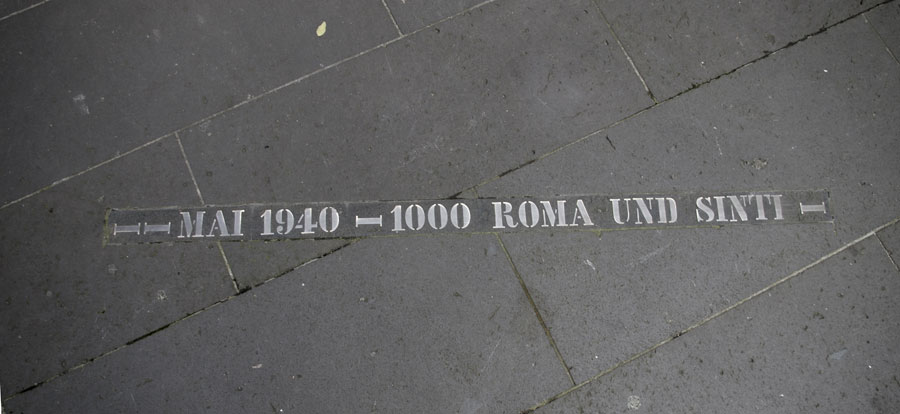 MAI 1940 – 1000 ROMA UND SINTI